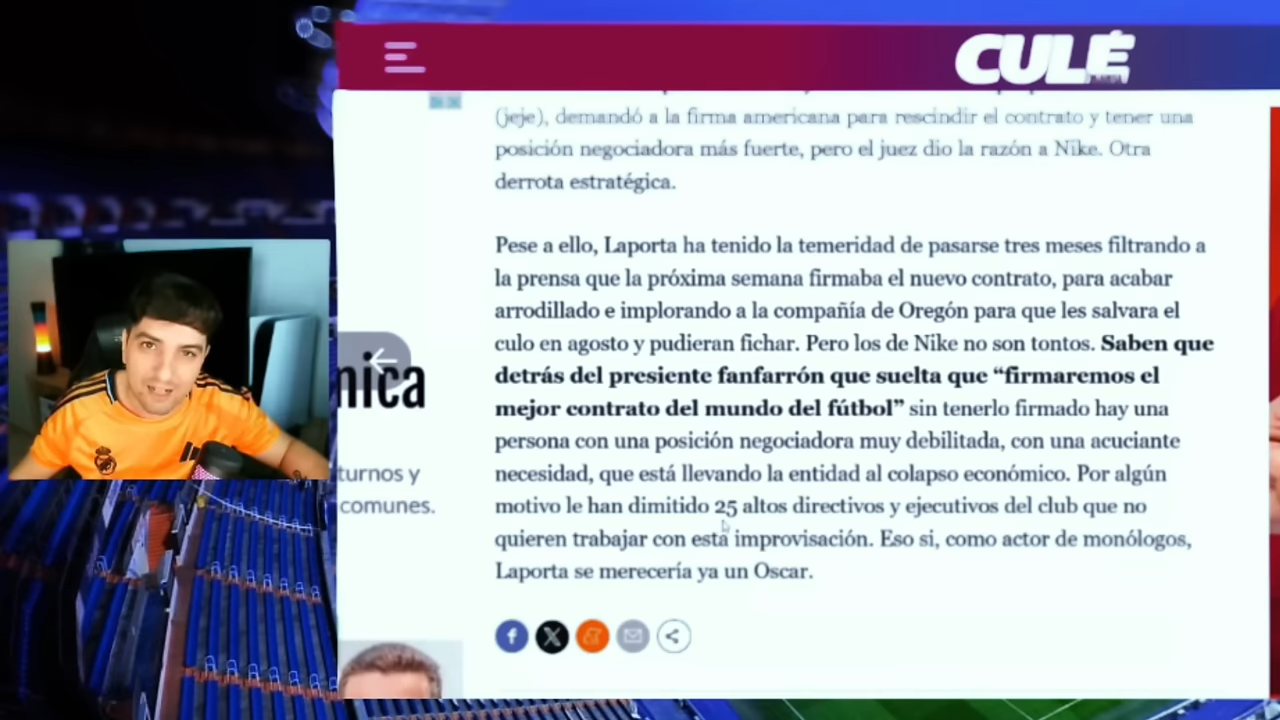 CULÉ
(jeje), demandó a la firma americana para rescindir el contrato y tener una
posición negociadora más fuerte, pero el juez dio la razón a Nike. Otra
derrota estratégica.
Pese a ello, Laporta ha tenido la temeridad de pasarse tres meses filtrando a
la prensa que la próxima semana firmaba el nuevo contrato, para acabar
arrodillado e implorando a la compañía de Oregón para que les salvara el
culo en agosto y pudieran fichar. Pero los de Nike no son tontos. Saben que
detrás del presiente fanfarrón que suelta que “firmaremos el
mejor contrato del mundo del fútbol” sin tenerlo firmado hay una
persona con una posición negociadora muy debilitada, con una acuciante
necesidad, que está llevando la entidad al colapso económico. Por algún
motivo le han dimitido 25 altos directivos y ejecutivos del club que no
quieren trabajar con esta improvisación. Eso si, como actor de monólogos,
Laporta se merecería ya un Oscar.
nica
turnos y
comunes.